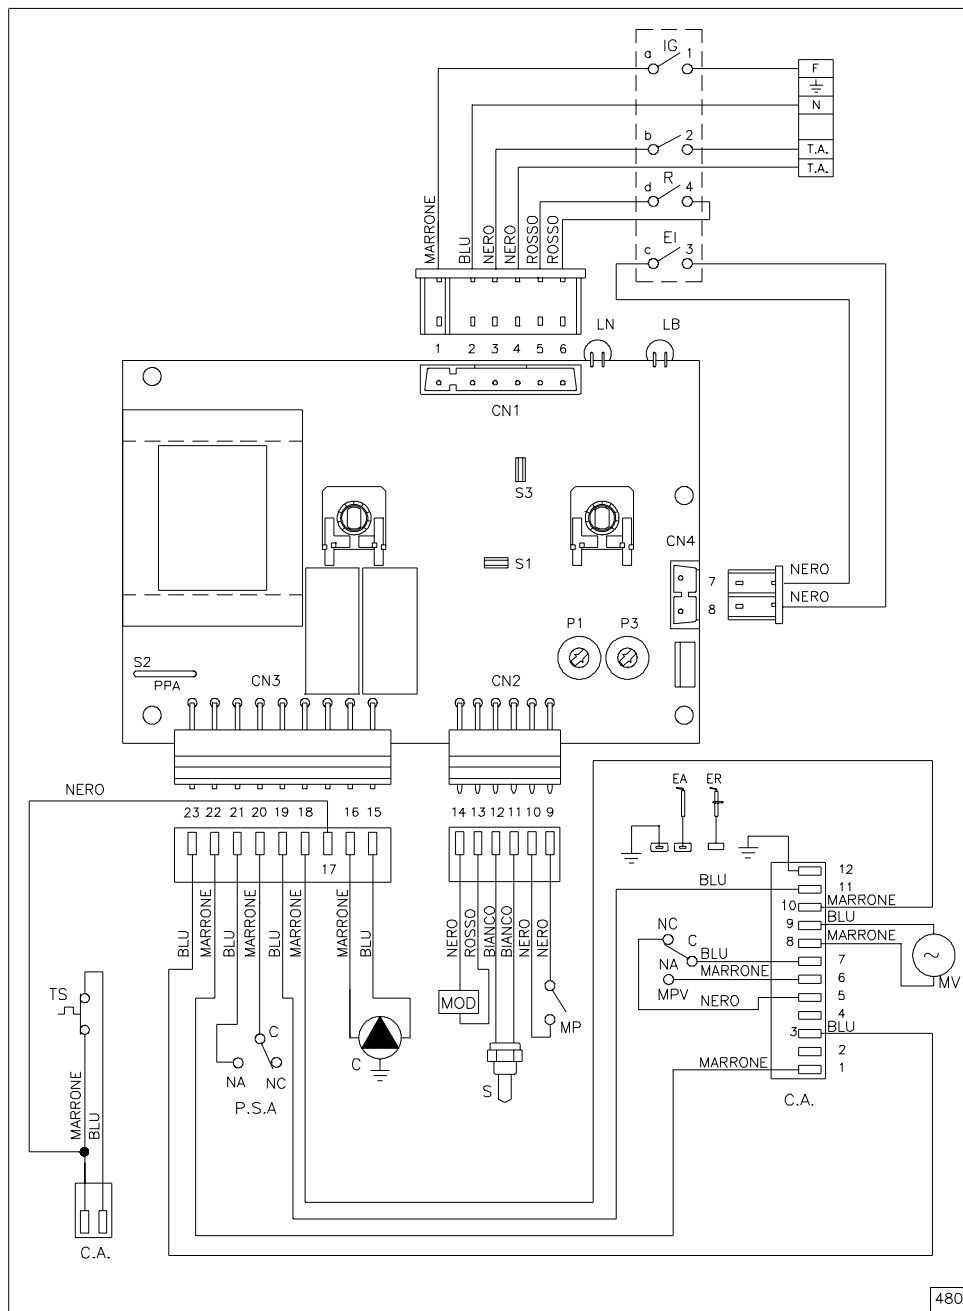 IG
a 1
F
N
b 2
T.A.
T.A.
R
d 4
EI
c 3
MARRONE
BLU
NERO
NERO
ROSSO
ROSSO
LN LB
1 2 3 4 5 6
CN1
S3
S1
CN4
7 NERO
8 NERO
P1 P3
S2
PPA
CN3
CN2
NERO
23 22 21 20 19 18 16 15
17
14 13 12 11 10 9
EA ER
BLU
MARRONE
BLU
MARRONE
BLU
MARRONE
MARRONE
BLU
NERO
ROSSO
BIANCO
BIANCO
NERO
NERO
12
BLU 11
10 MARRONE
9 BLU
8 MARRONE
NC
C
BLU 7
NA
MARRONE 6
MPV
NERO 5
4
3 BLU
2
MARRONE 1
C.A.
MV
TS
MOD
MP
C
NA NC
P.S.A
C
S
MARRONE
BLU
C.A.
480